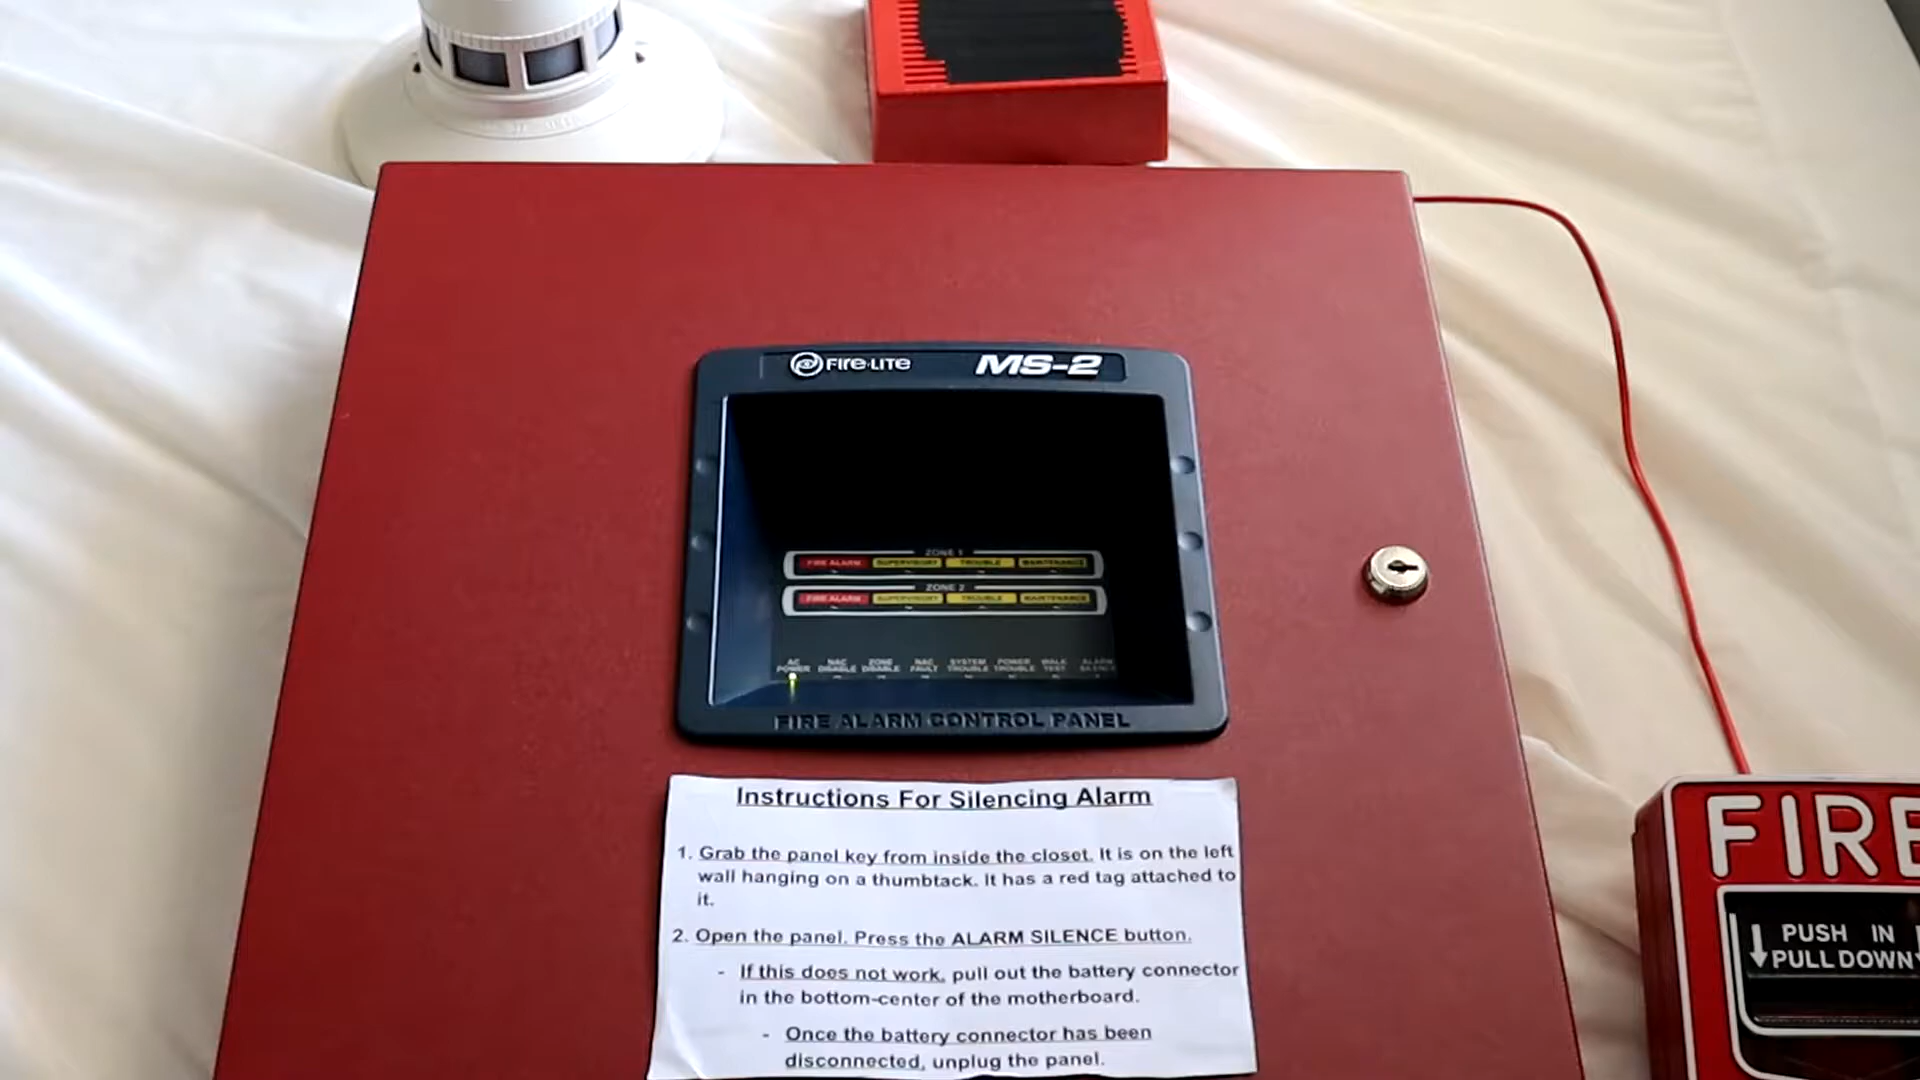 FIRE-LITE MS-2
ZONE 1
FIRE ALARM SUPERVISORY TROUBLE MAINTENANCE
ZONE 2
FIRE ALARM SUPERVISORY TROUBLE MAINTENANCE
AC POWER NAC DISABLE ZONE DISABLE NAC FAULT SYSTEM TROUBLE POWER TROUBLE WALK TEST ALARM SILENCE
FIRE ALARM CONTROL PANEL
Instructions For Silencing Alarm
1. Grab the panel key from inside the closet. It is on the left
wall hanging on a thumbtack. It has a red tag attached to
it.
2. Open the panel. Press the ALARM SILENCE button.
- If this does not work, pull out the battery connector
in the bottom-center of the motherboard.
- Once the battery connector has been
disconnected, unplug the panel.
FIRE
PUSH IN
PULL DOWN